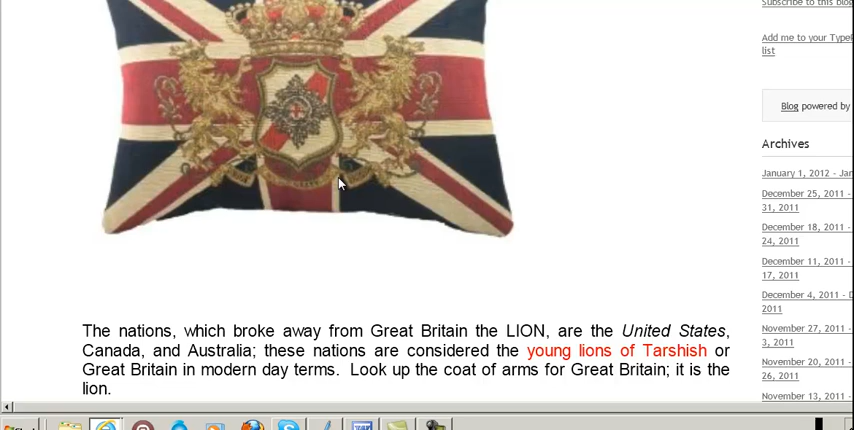 Subscribe to this blog
Add me to your Type
list
Blog powered by
Archives
January 1, 2012 - Jan
December 25, 2011 -
31, 2011
December 18, 2011 -
24, 2011
December 11, 2011 -
17, 2011
December 4, 2011 - D
2011
November 27, 2011 -
3, 2011
November 20, 2011 -
26, 2011
November 13, 2011 -
The nations, which broke away from Great Britain the LION, are the United States,
Canada, and Australia; these nations are considered the young lions of Tarshish or
Great Britain in modern day terms. Look up the coat of arms for Great Britain; it is the
lion.